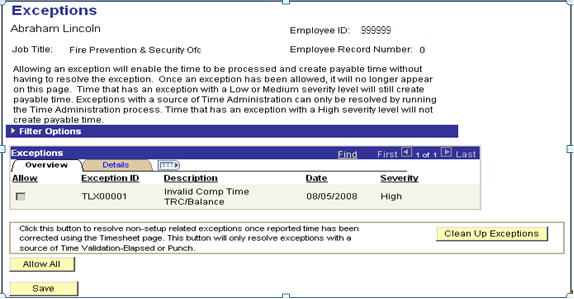 Exceptions
Abraham Lincoln
Employee ID: 999999
Job Title: Fire Prevention & Security Ofc
Employee Record Number: 0
Allowing an exception will enable the time to be processed and create payable time without
having to resolve the exception. Once an exception has been allowed, it will no longer appear
on this page. Time that has an exception with a Low or Medium severity level will still create
payable time. Exceptions with a source of Time Administration can only be resolved by running
the Time Administration process. Time that has an exception with a High severity level will not
create payable time.
Filter Options
Exceptions Find First 1 of 1 Last
Overview Details
Allow Exception ID Description Date Severity
TLX00001 Invalid Comp Time 08/05/2008 High
TRC/Balance
Click this button to resolve non-setup related exceptions once reported time has been
corrected using the Timesheet page. This button will only resolve exceptions with a
source of Time Validation-Elapsed or Punch.
Clean Up Exceptions
Allow All
Save